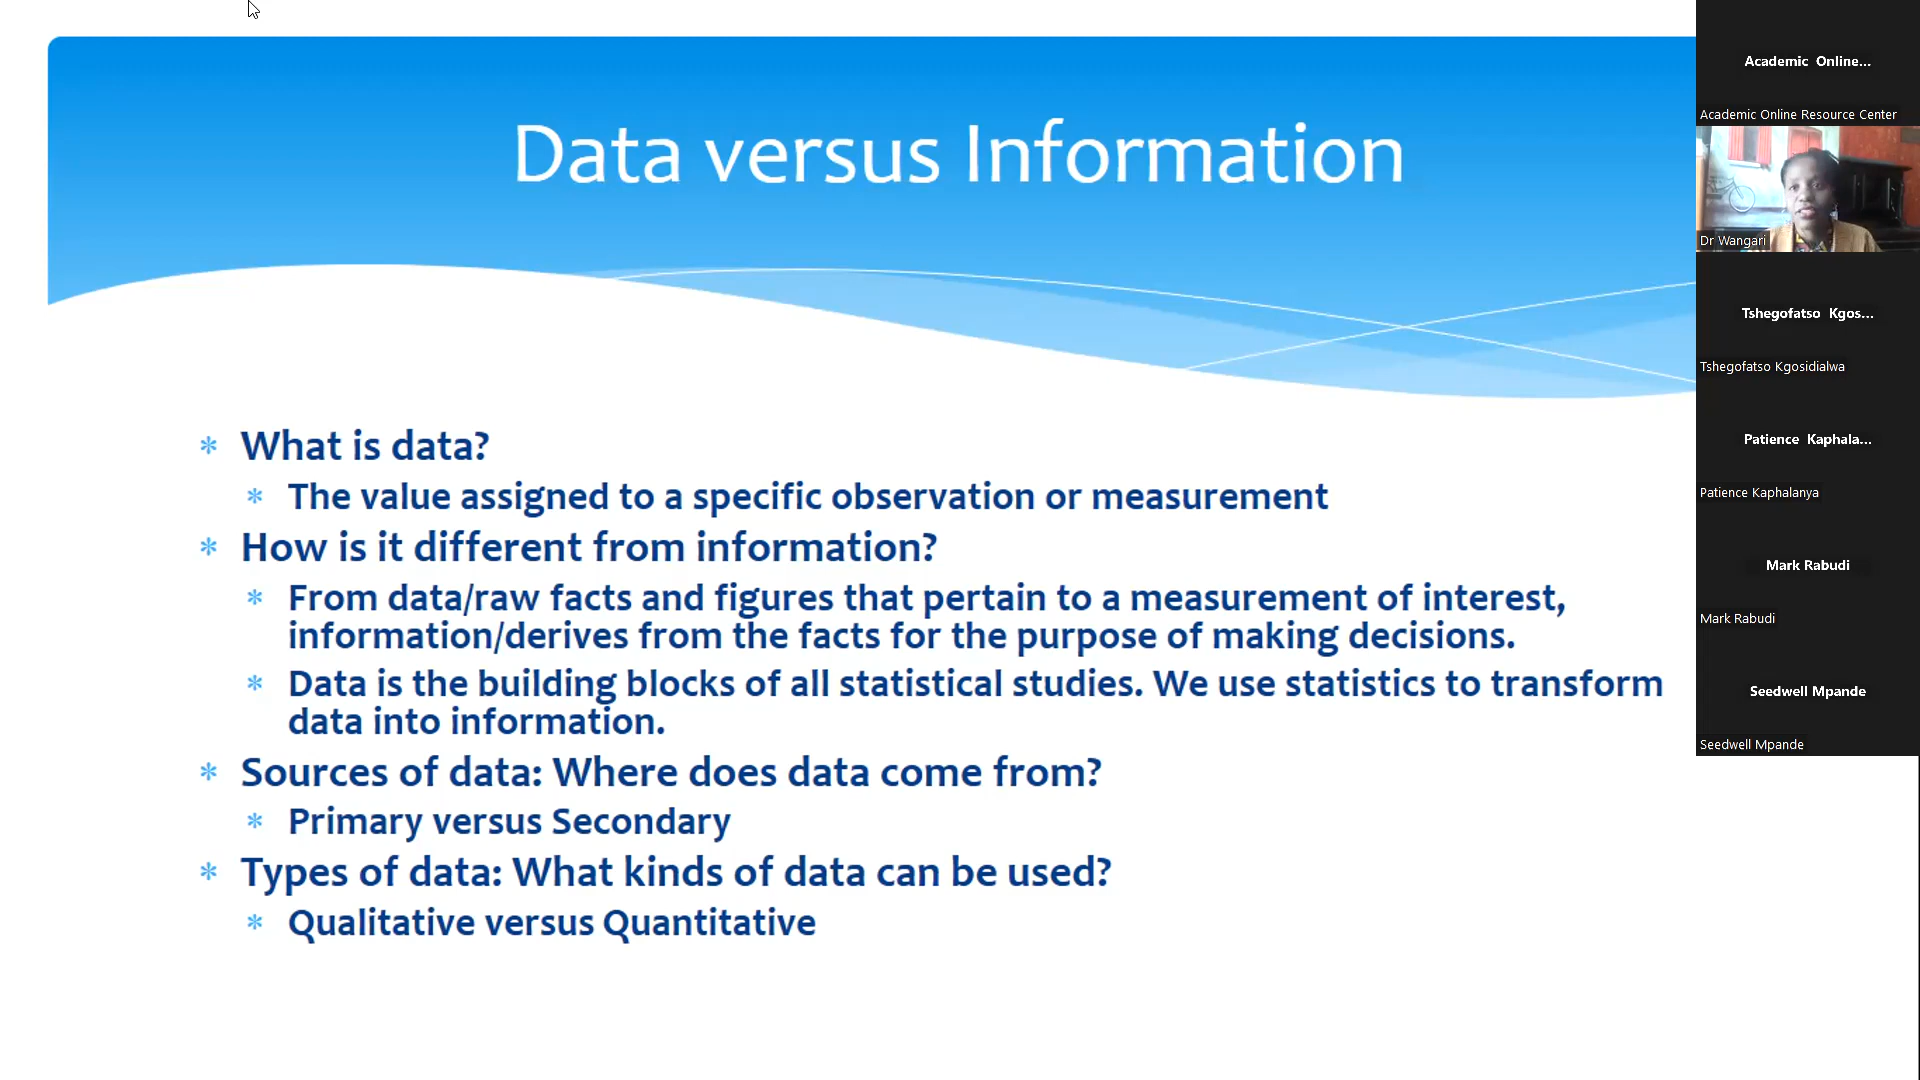 Data versus Information
What is data?
The value assigned to a specific observation or measurement
How is it different from information?
From data/raw facts and figures that pertain to a measurement of interest,
information/derives from the facts for the purpose of making decisions.
Data is the building blocks of all statistical studies. We use statistics to transform
data into information.
Sources of data: Where does data come from?
Primary versus Secondary
Types of data: What kinds of data can be used?
Qualitative versus Quantitative
Academic Online...
Academic Online Resource Center
Dr Wangari
Tshegofatso Kgos...
Tshegofatso Kgosidialwa
Patience Kaphala...
Patience Kaphalanya
Mark Rabudi
Mark Rabudi
Seedwell Mpande
Seedwell Mpande